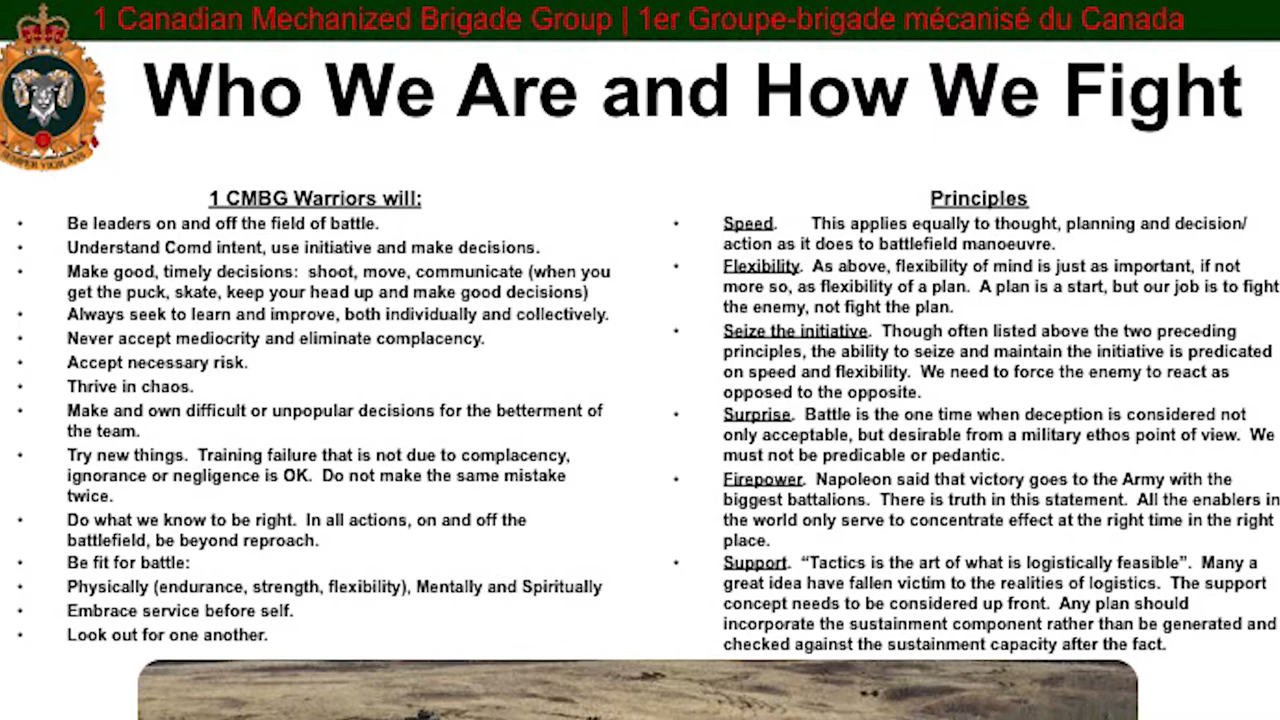 1 Canadian Mechanized Brigade Group | 1er Groupe-brigade mécanisé du Canada
SEMPER VIGILANS
Who We Are and How We Fight
1 CMBG Warriors will:
• Be leaders on and off the field of battle.
• Understand Comd intent, use initiative and make decisions.
• Make good, timely decisions: shoot, move, communicate (when you
get the puck, skate, keep your head up and make good decisions)
• Always seek to learn and improve, both individually and collectively.
• Never accept mediocrity and eliminate complacency.
• Accept necessary risk.
• Thrive in chaos.
• Make and own difficult or unpopular decisions for the betterment of
the team.
• Try new things. Training failure that is not due to complacency,
ignorance or negligence is OK. Do not make the same mistake
twice.
• Do what we know to be right. In all actions, on and off the
battlefield, be beyond reproach.
• Be fit for battle:
• Physically (endurance, strength, flexibility), Mentally and Spiritually
• Embrace service before self.
• Look out for one another.
Principles
• Speed. This applies equally to thought, planning and decision/
action as it does to battlefield manoeuvre.
• Flexibility. As above, flexibility of mind is just as important, if not
more so, as flexibility of a plan. A plan is a start, but our job is to fight
the enemy, not fight the plan.
• Seize the initiative. Though often listed above the two preceding
principles, the ability to seize and maintain the initiative is predicated
on speed and flexibility. We need to force the enemy to react as
opposed to the opposite.
• Surprise. Battle is the one time when deception is considered not
only acceptable, but desirable from a military ethos point of view. We
must not be predicable or pedantic.
• Firepower. Napoleon said that victory goes to the Army with the
biggest battalions. There is truth in this statement. All the enablers in
the world only serve to concentrate effect at the right time in the right
place.
• Support. “Tactics is the art of what is logistically feasible”. Many a
great idea have fallen victim to the realities of logistics. The support
concept needs to be considered up front. Any plan should
incorporate the sustainment component rather than be generated and
checked against the sustainment capacity after the fact.